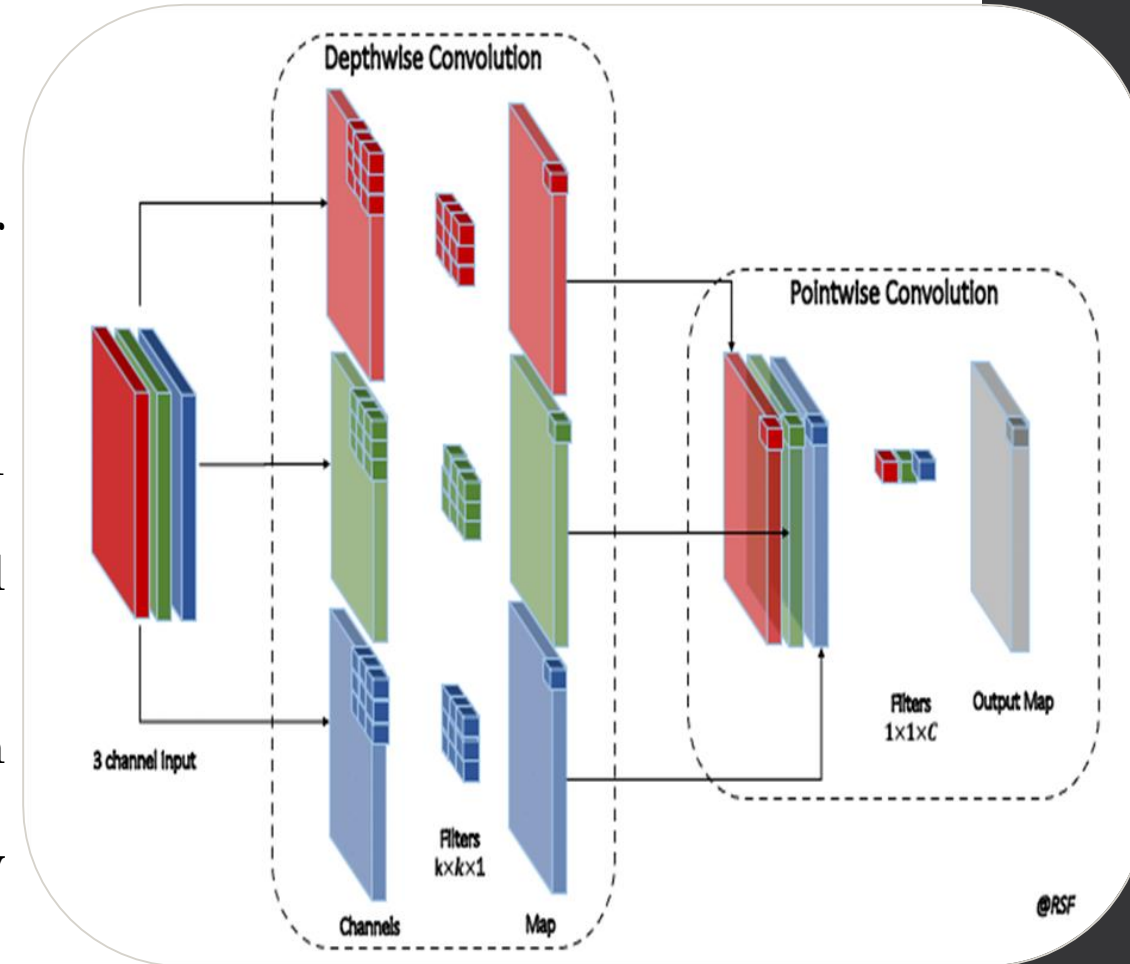 Depthwise Convolution
Pointwise Convolution
3 channel input
Filters
k×k×1
Channels
Map
Filters
1×1×C
Output Map
@RSF